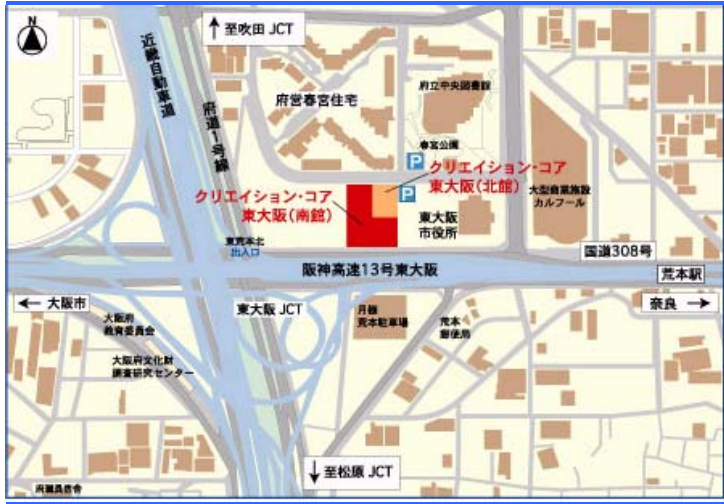 N
↑ 至吹田 JCT
近畿自動車道
府道1号線
府営春宮住宅
府立中央図書館
春宮公園
P
クリエイション・コア
東大阪(北館)
クリエイション・コア
東大阪(南館)
P
東大阪
市役所
大型商業施設
カルフール
東荒本北
出入口
国道308号
阪神高速13号東大阪
荒本駅
← 大阪市
東大阪 JCT
月極
荒本駐車場
荒本
郵便局
奈良 →
大阪府
教育委員会
大阪府文化財
調査研究センター
↓ 至松原 JCT
府職員宿舎